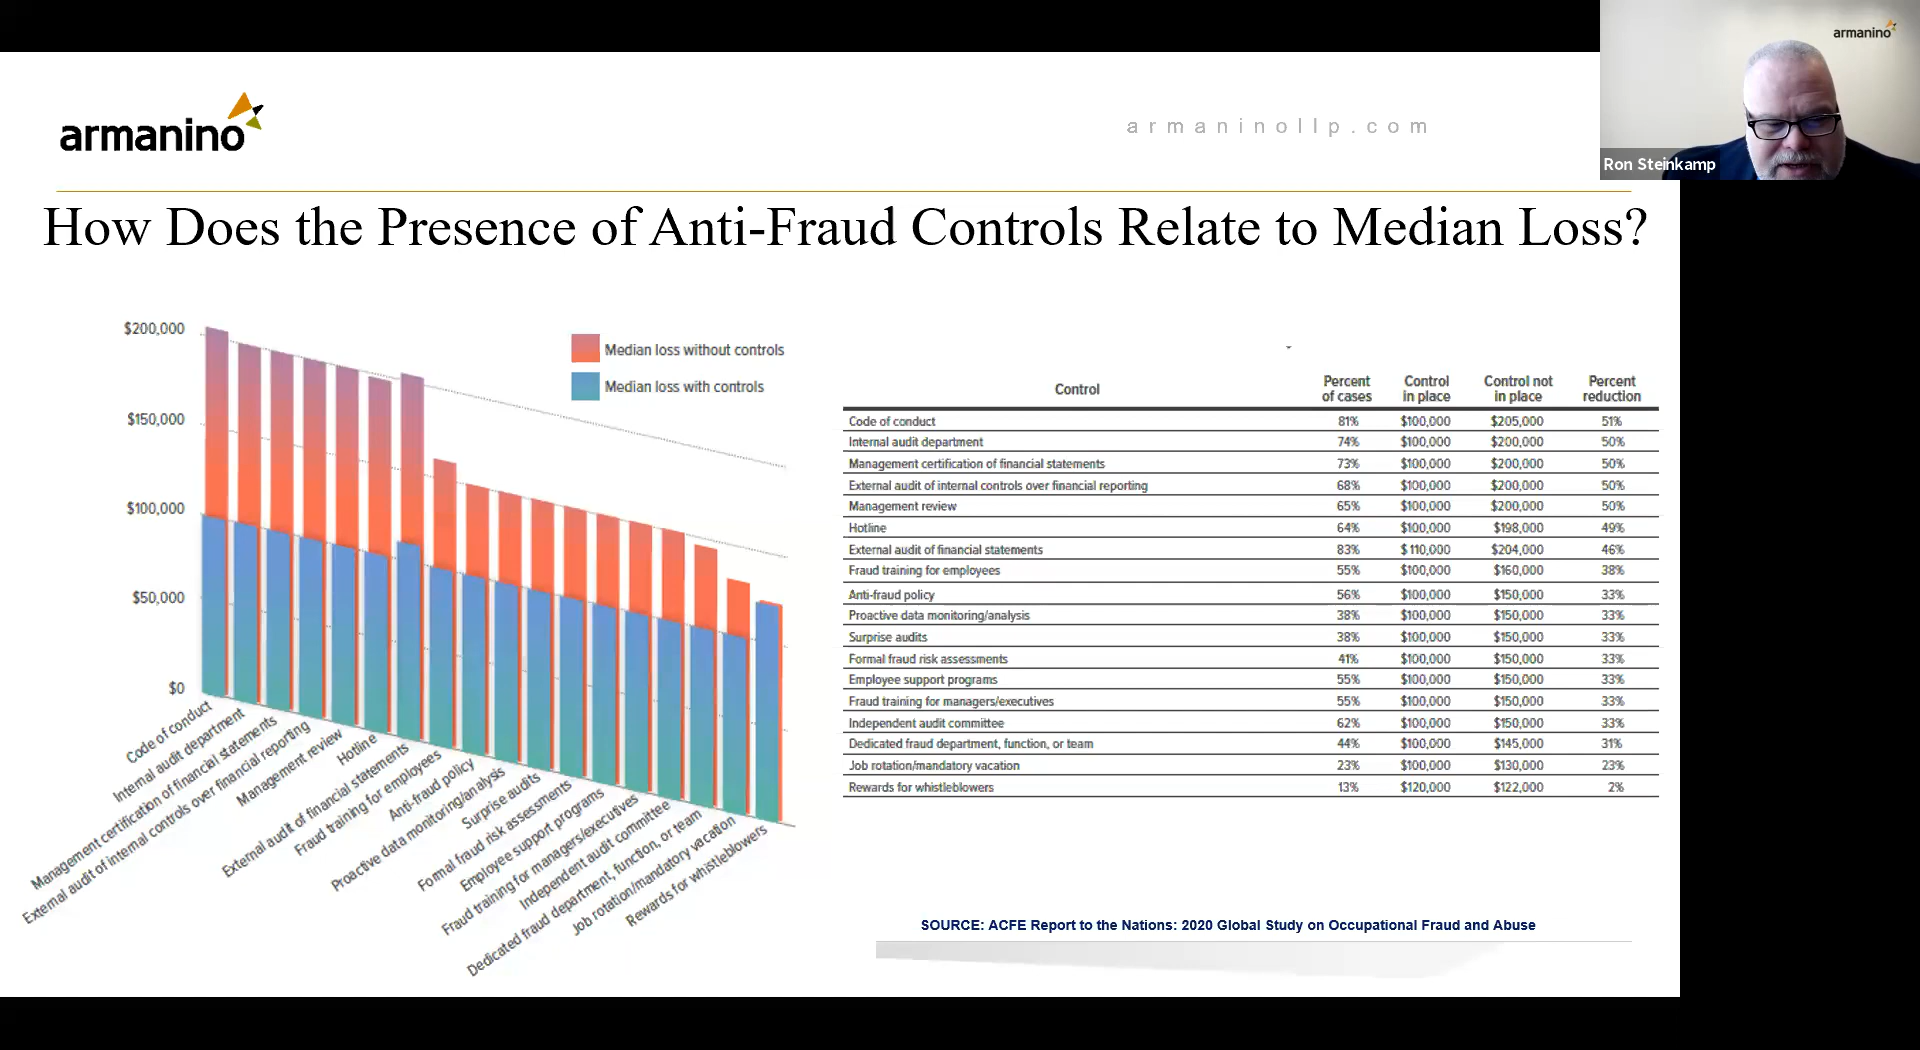 armanino
armaninollp.com
armanino
Ron Steinkamp
How Does the Presence of Anti-Fraud Controls Relate to Median Loss?
$200,000
$150,000
$100,000
$50,000
$0
Median loss without controls
Median loss with controls
Code of conduct
Internal audit department
Management certification of financial statements
External audit of internal controls over financial reporting
Management review
Hotline
External audit of financial statements
Fraud training for employees
Anti-fraud policy
Proactive data monitoring/analysis
Surprise audits
Formal fraud risk assessments
Employee support programs
Fraud training for managers/executives
Independent audit committee
Dedicated fraud department, function, or team
Job rotation/mandatory vacation
Rewards for whistleblowers
Control Percent of cases Control in place Control not in place Percent reduction
Code of conduct 81% $100,000 $205,000 51%
Internal audit department 74% $100,000 $200,000 50%
Management certification of financial statements 73% $100,000 $200,000 50%
External audit of internal controls over financial reporting 68% $100,000 $200,000 50%
Management review 65% $100,000 $200,000 50%
Hotline 64% $100,000 $198,000 49%
External audit of financial statements 83% $110,000 $204,000 46%
Fraud training for employees 55% $100,000 $160,000 38%
Anti-fraud policy 56% $100,000 $150,000 33%
Proactive data monitoring/analysis 38% $100,000 $150,000 33%
Surprise audits 38% $100,000 $150,000 33%
Formal fraud risk assessments 41% $100,000 $150,000 33%
Employee support programs 55% $100,000 $150,000 33%
Fraud training for managers/executives 55% $100,000 $150,000 33%
Independent audit committee 62% $100,000 $150,000 33%
Dedicated fraud department, function, or team 44% $100,000 $145,000 31%
Job rotation/mandatory vacation 23% $100,000 $130,000 23%
Rewards for whistleblowers 13% $120,000 $122,000 2%
SOURCE: ACFE Report to the Nations: 2020 Global Study on Occupational Fraud and Abuse